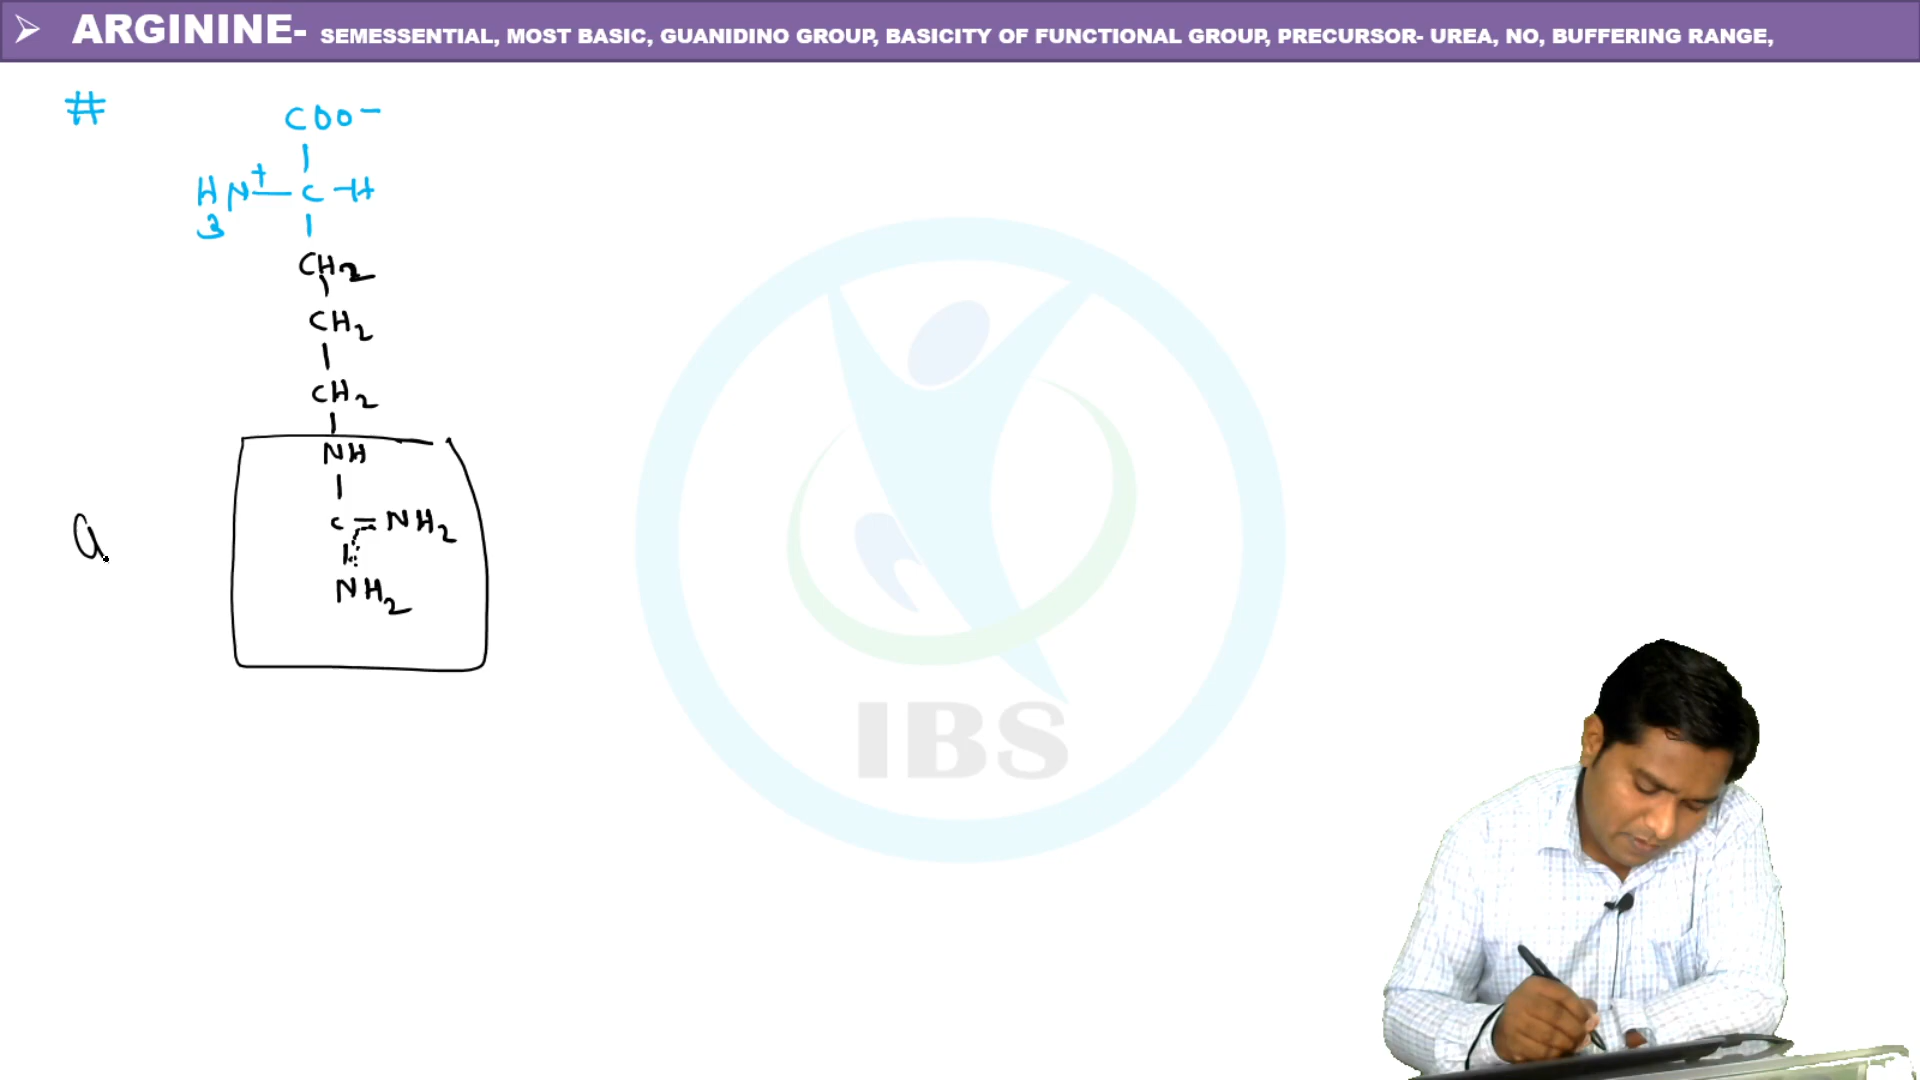 ARGININE- SEMESSENTIAL, MOST BASIC, GUANIDINO GROUP, BASICITY OF FUNCTIONAL GROUP, PRECURSOR- UREA, NO, BUFFERING RANGE,
#
COO-
H3N+—C-H
CH2
CH2
CH2
NH
C=NH2
NH2
a
IBS